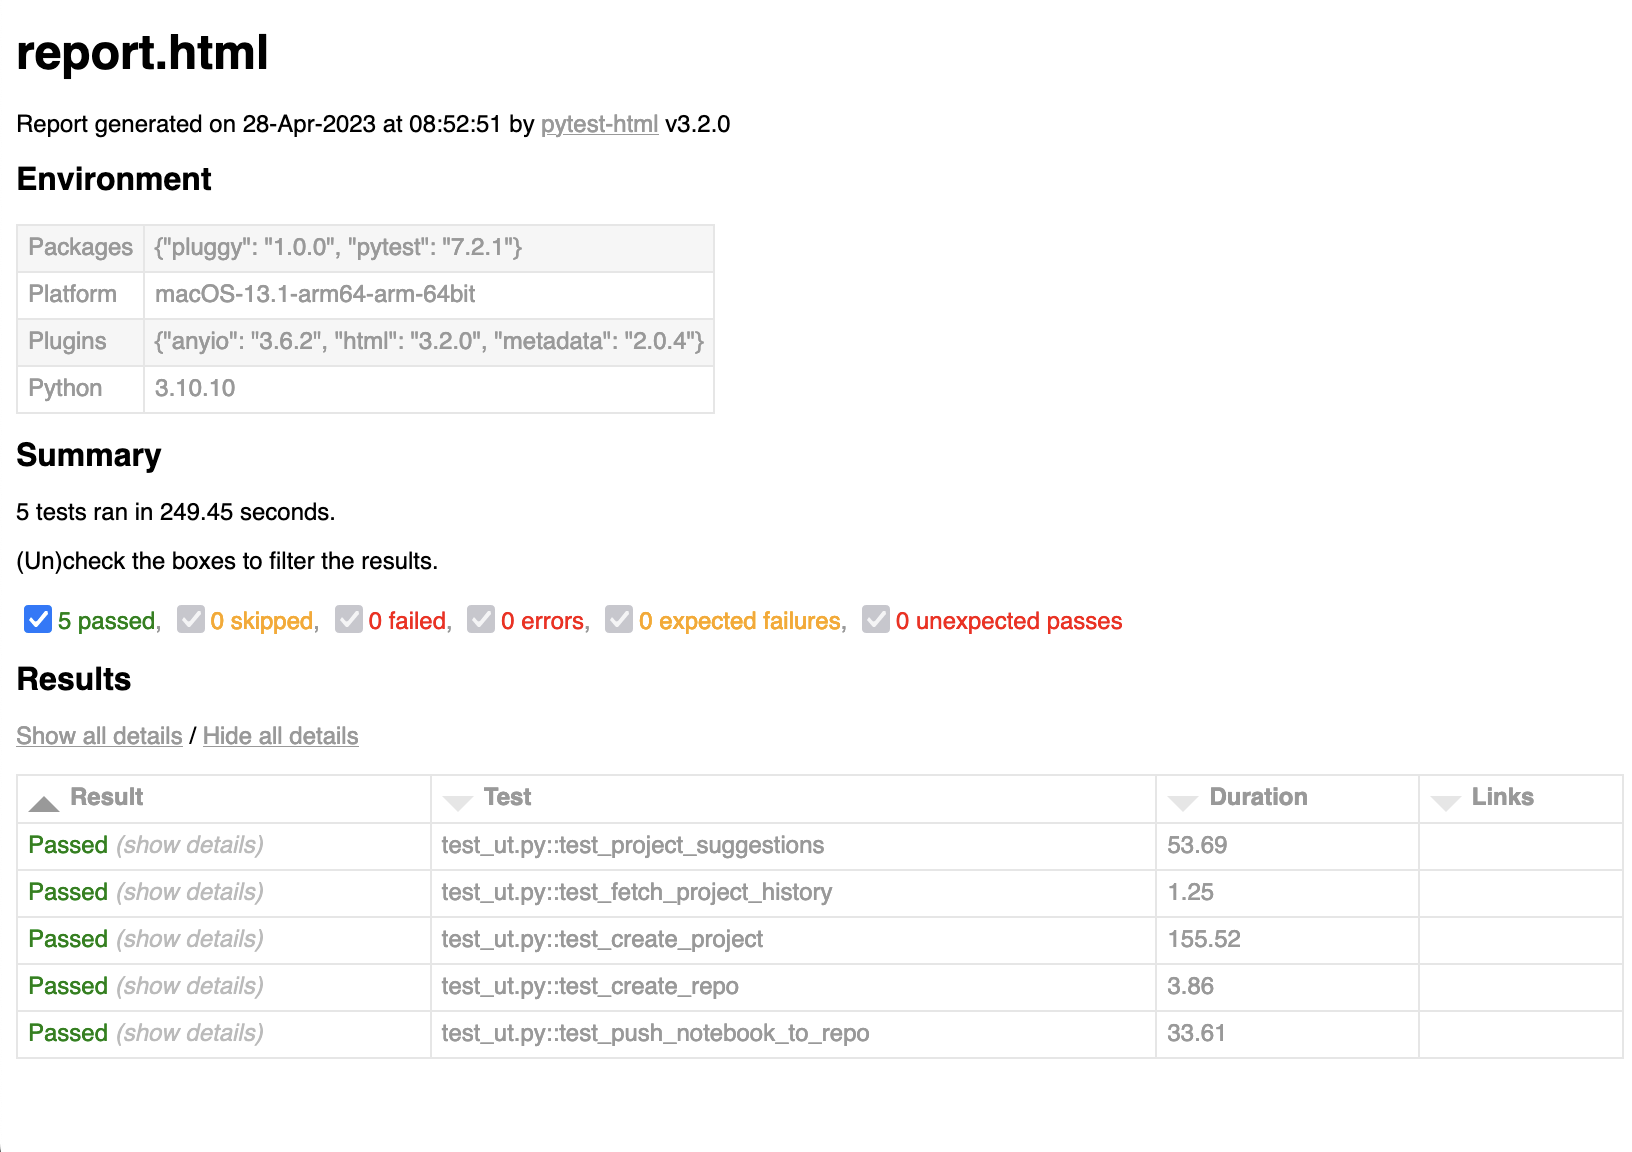 report.html
Report generated on 28-Apr-2023 at 08:52:51 by pytest-html v3.2.0
Environment
Packages {"pluggy": "1.0.0", "pytest": "7.2.1"}
Platform macOS-13.1-arm64-arm-64bit
Plugins {"anyio": "3.6.2", "html": "3.2.0", "metadata": "2.0.4"}
Python 3.10.10
Summary
5 tests ran in 249.45 seconds.
(Un)check the boxes to filter the results.
5 passed, 0 skipped, 0 failed, 0 errors, 0 expected failures, 0 unexpected passes
Results
Show all details / Hide all details
Result Test Duration Links
Passed (show details) test_ut.py::test_project_suggestions 53.69
Passed (show details) test_ut.py::test_fetch_project_history 1.25
Passed (show details) test_ut.py::test_create_project 155.52
Passed (show details) test_ut.py::test_create_repo 3.86
Passed (show details) test_ut.py::test_push_notebook_to_repo 33.61